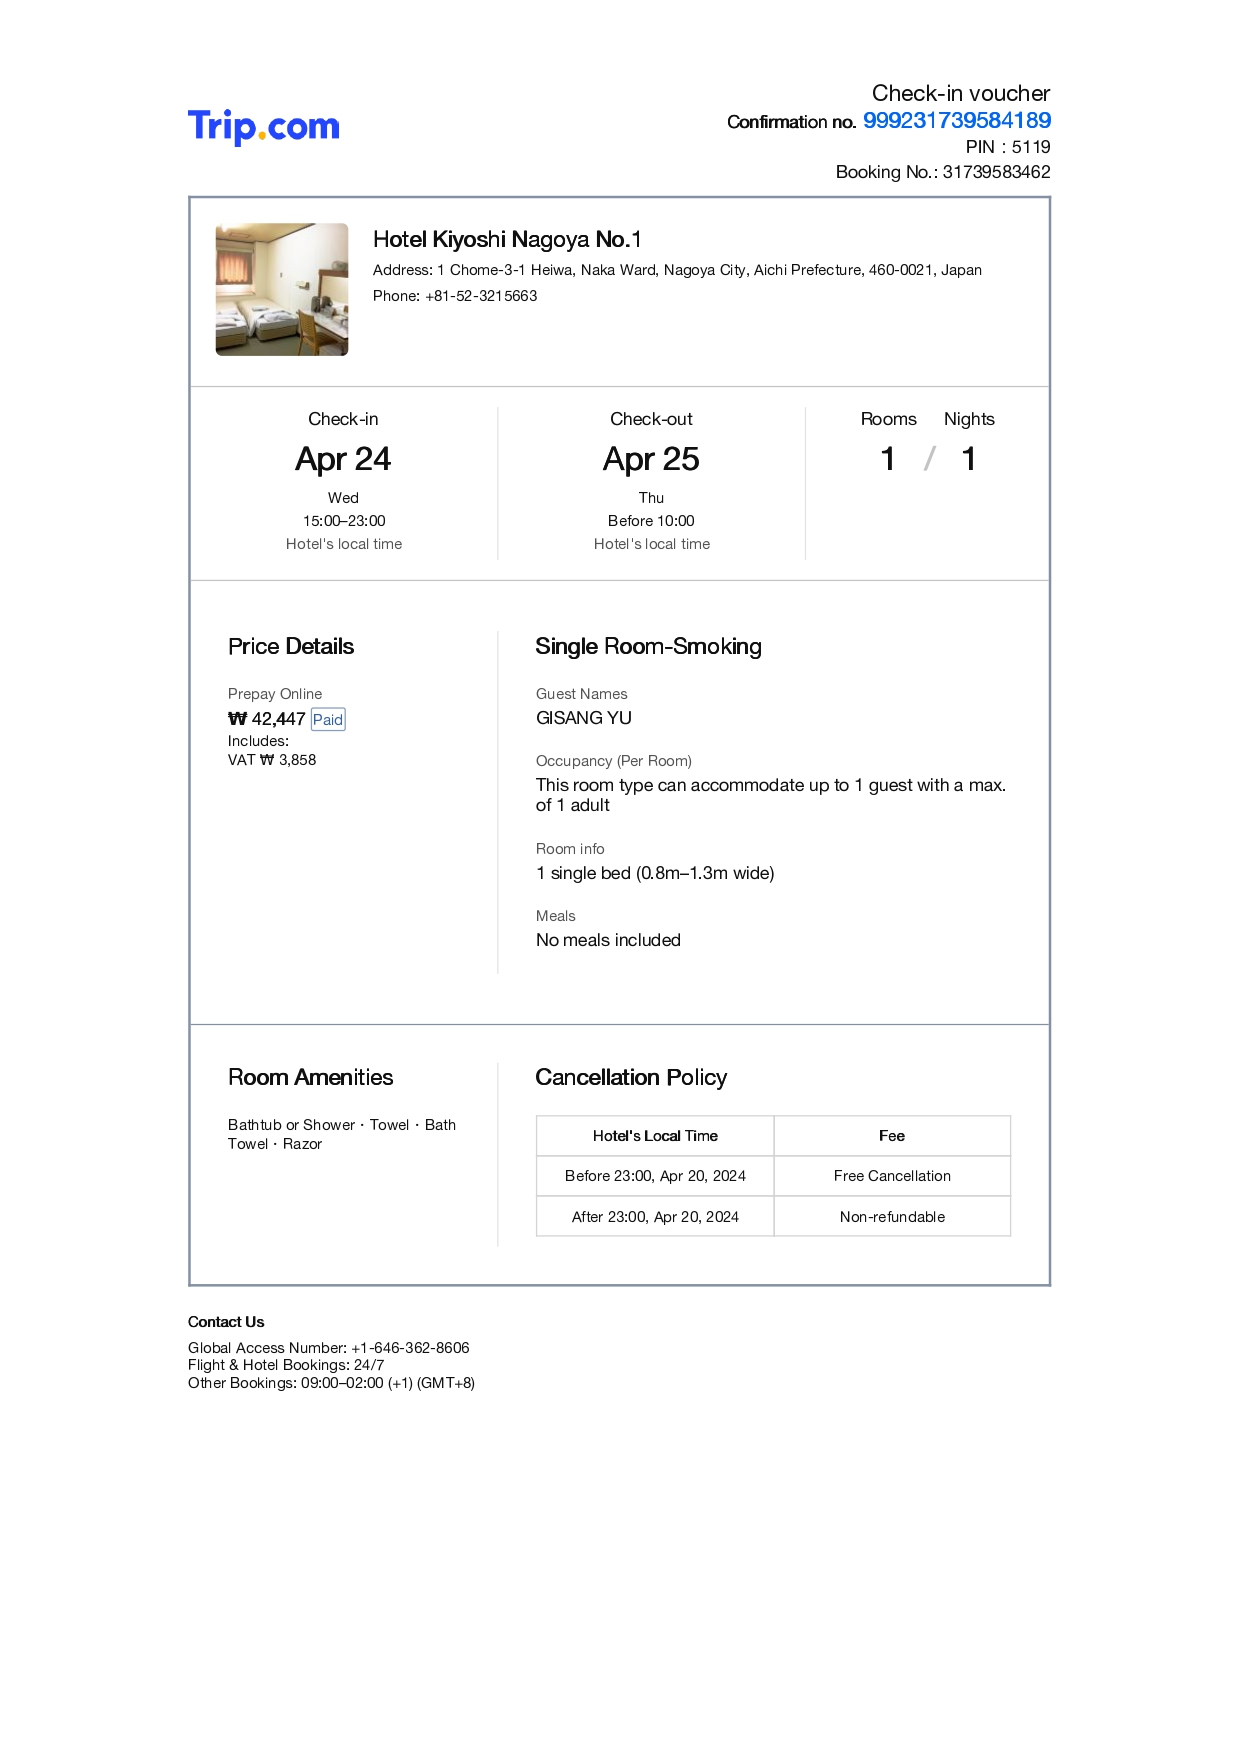 Trip.com
Check-in voucher
Confirmation no. 999231739584189
PIN : 5119
Booking No.: 31739583462
Hotel Kiyoshi Nagoya No.1
Address: 1 Chome-3-1 Heiwa, Naka Ward, Nagoya City, Aichi Prefecture, 460-0021, Japan
Phone: +81-52-3215663
Check-in
Apr 24
Wed
15:00–23:00
Hotel's local time
Check-out
Apr 25
Thu
Before 10:00
Hotel's local time
Rooms Nights
1 / 1
Price Details
Prepay Online
₩ 42,447 Paid
Includes:
VAT ₩ 3,858
Single Room-Smoking
Guest Names
GISANG YU
Occupancy (Per Room)
This room type can accommodate up to 1 guest with a max.
of 1 adult
Room info
1 single bed (0.8m–1.3m wide)
Meals
No meals included
Room Amenities
Bathtub or Shower · Towel · Bath
Towel · Razor
Cancellation Policy
Hotel's Local Time Fee
Before 23:00, Apr 20, 2024 Free Cancellation
After 23:00, Apr 20, 2024 Non-refundable
Contact Us
Global Access Number: +1-646-362-8606
Flight & Hotel Bookings: 24/7
Other Bookings: 09:00–02:00 (+1) (GMT+8)